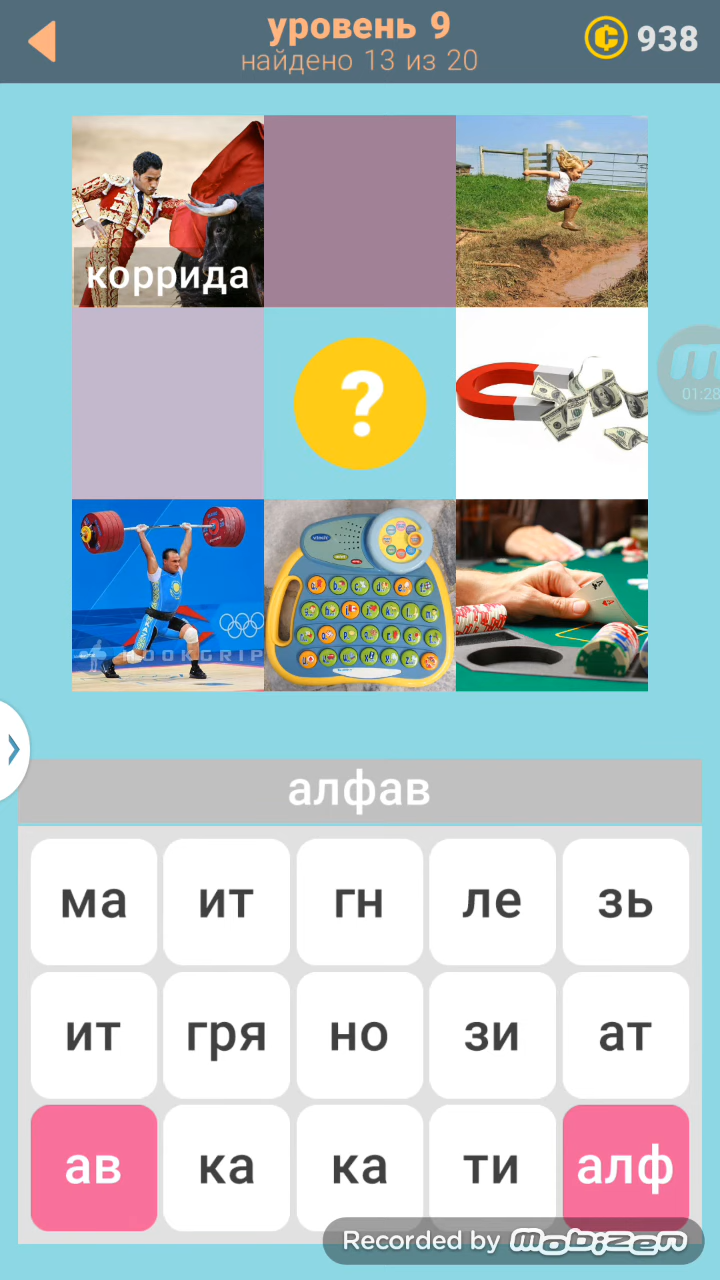 уровень 9
найдено 13 из 20
938
коррида
?
01:28
HOOKGRIP
алфав
ма ит гн ле зь
ит гря но зи ат
ав ка ка ти алф
Recorded by mobizen